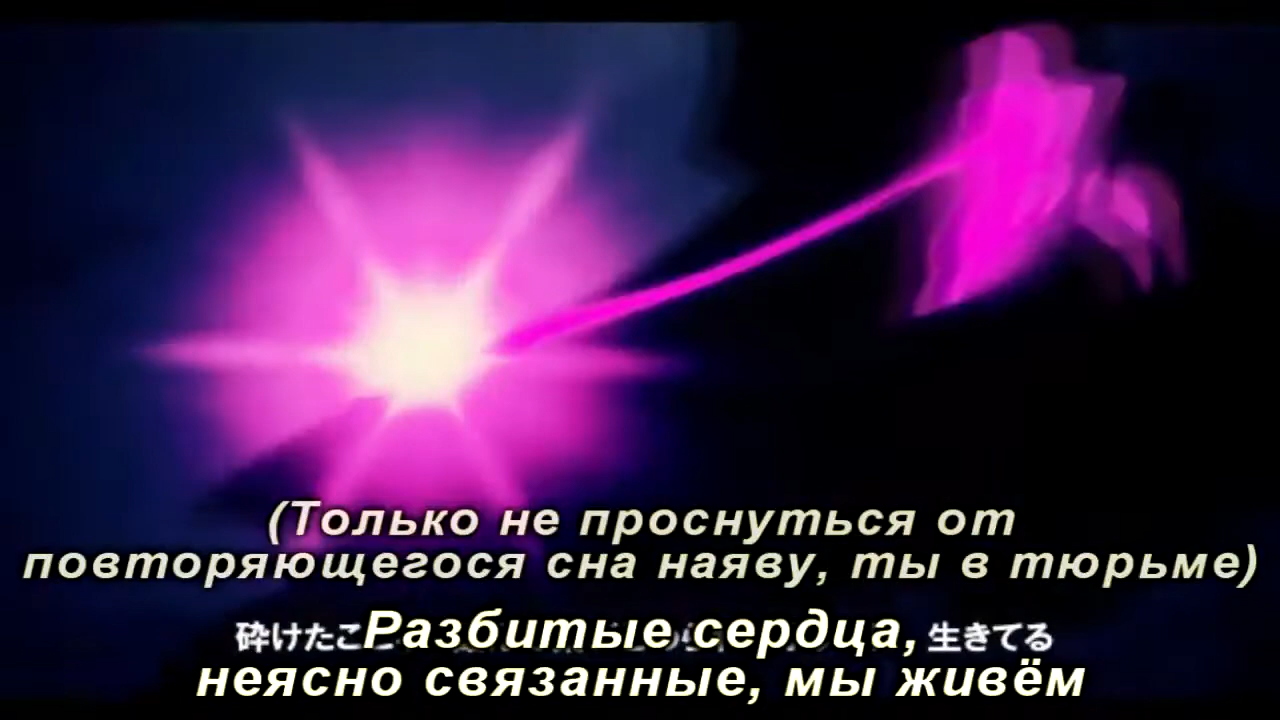 (Только не проснуться от
повторяющегося сна наяву, ты в тюрьме)
Разбитые сердца,
砕けたここ 生きてる
неясно связанные, мы живём